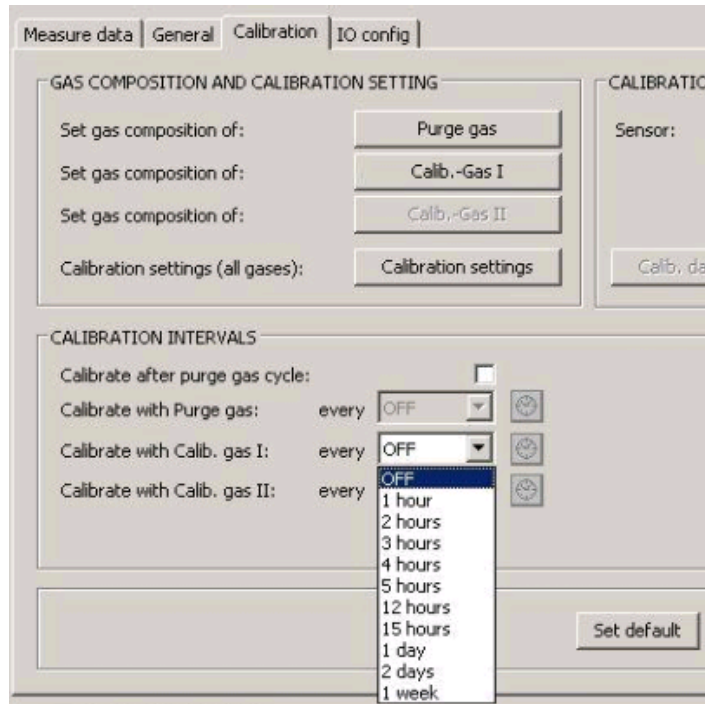 Measure data General Calibration IO config
GAS COMPOSITION AND CALIBRATION SETTING
Set gas composition of: Purge gas
Set gas composition of: Calib.-Gas I
Set gas composition of: Calib.-Gas II
Calibration settings (all gases): Calibration settings
CALIBRATIO
Sensor:
Calib. da
CALIBRATION INTERVALS
Calibrate after purge gas cycle:
Calibrate with Purge gas: every OFF
Calibrate with Calib. gas I: every OFF
Calibrate with Calib. gas II: every
OFF
1 hour
2 hours
3 hours
4 hours
5 hours
12 hours
15 hours
1 day
2 days
1 week
Set default